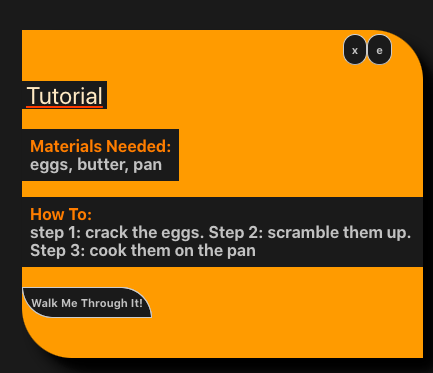 x e
Tutorial
Materials Needed:
eggs, butter, pan
How To:
step 1: crack the eggs. Step 2: scramble them up.
Step 3: cook them on the pan
Walk Me Through It!